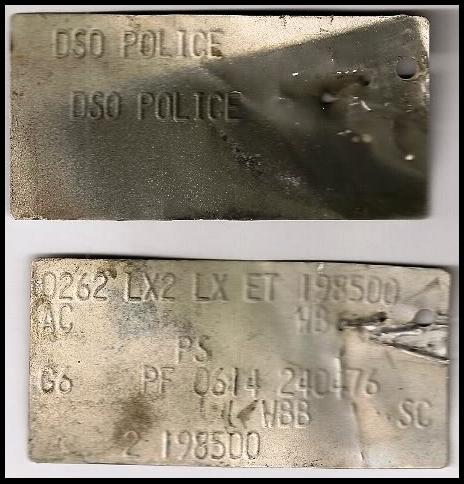 DSO POLICE
DSO POLICE
0262 LX2 LX ET 198500
AC WB
PS
G6 PF 0614 240476
WBB SC
2 198500